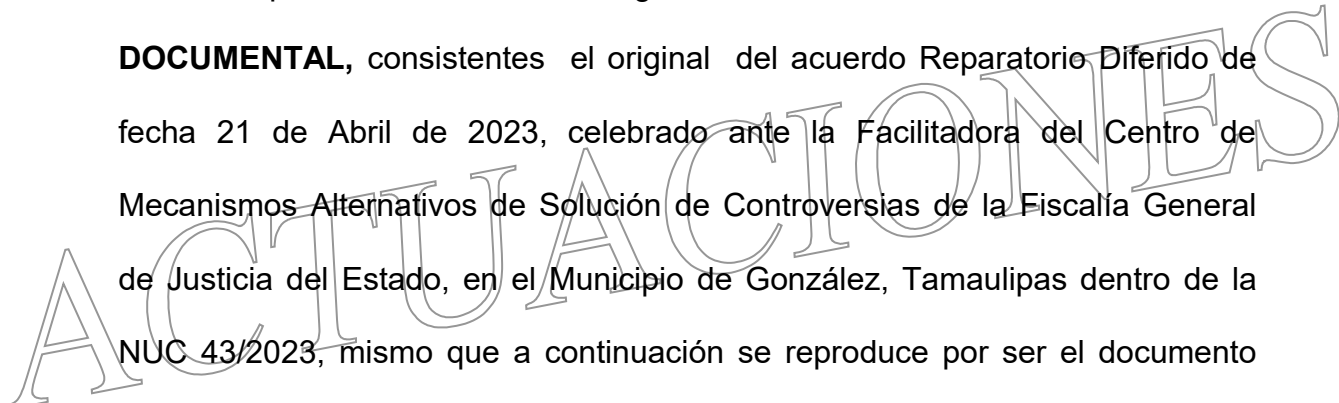 DOCUMENTAL, consistentes el original del acuerdo Reparatorio Diferido de
fecha 21 de Abril de 2023, celebrado ante la Facilitadora del Centro de
Mecanismos Alternativos de Solución de Controversias de la Fiscalía General
de Justicia del Estado, en el Municipio de González, Tamaulipas dentro de la
NUC 43/2023, mismo que a continuación se reproduce por ser el documento
ACTUACIONES